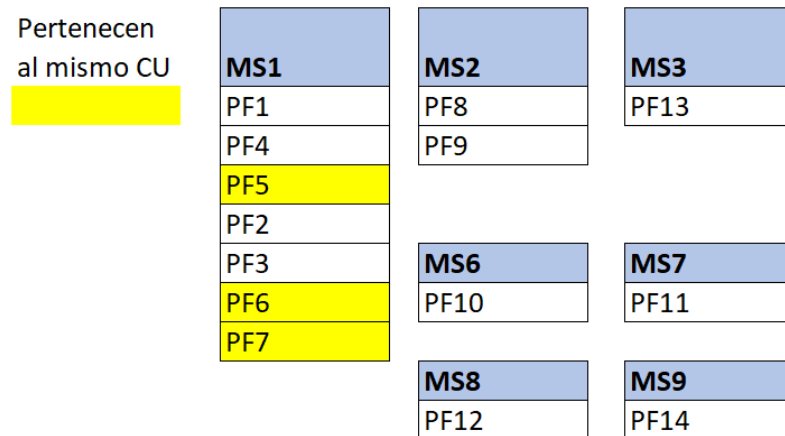 Pertenecen
al mismo CU
MS1 MS2 MS3
PF1 PF8 PF13
PF4 PF9
PF5
PF2
PF3 MS6 MS7
PF6 PF10 PF11
PF7
MS8 MS9
PF12 PF14